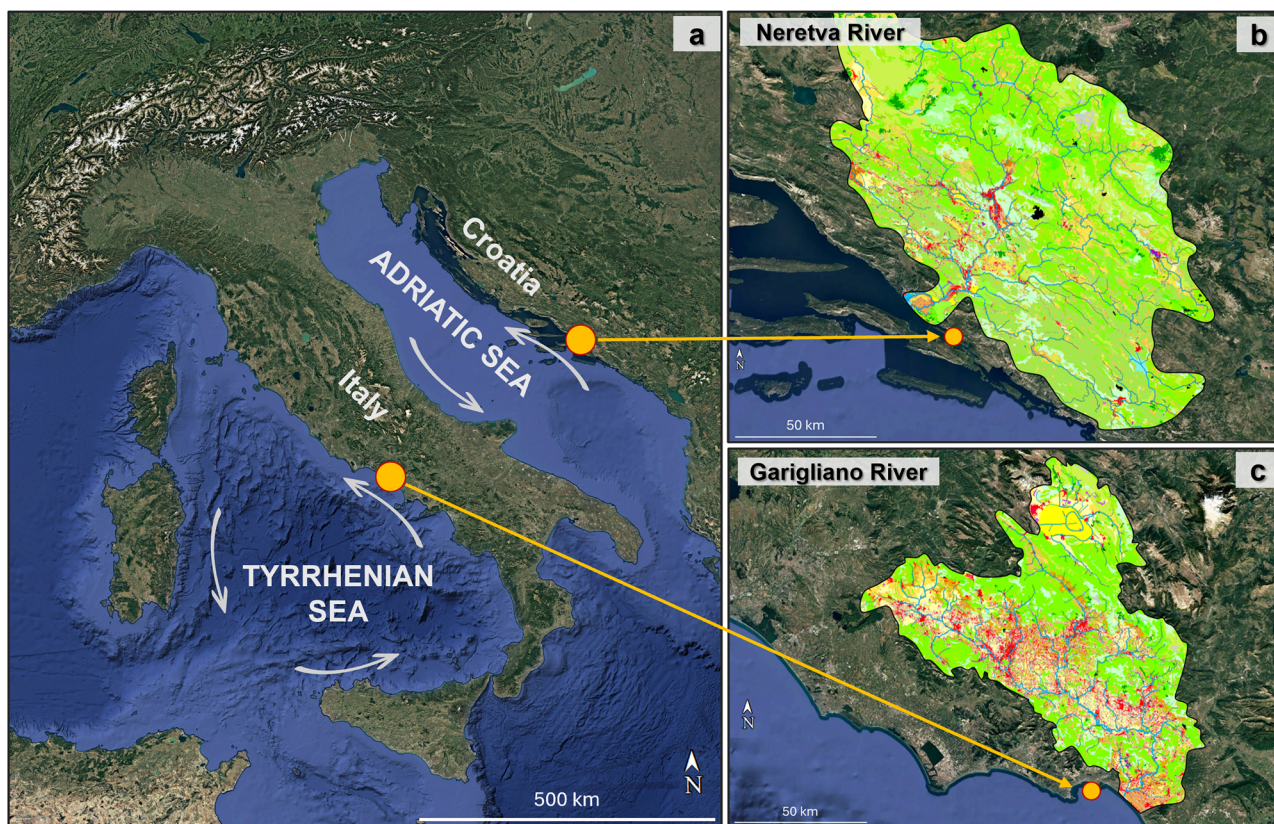 a
Croatia
ADRIATIC SEA
Italy
TYRRHENIAN
SEA
N
500 km
Neretva River
b
N
50 km
Garigliano River
c
N
50 km